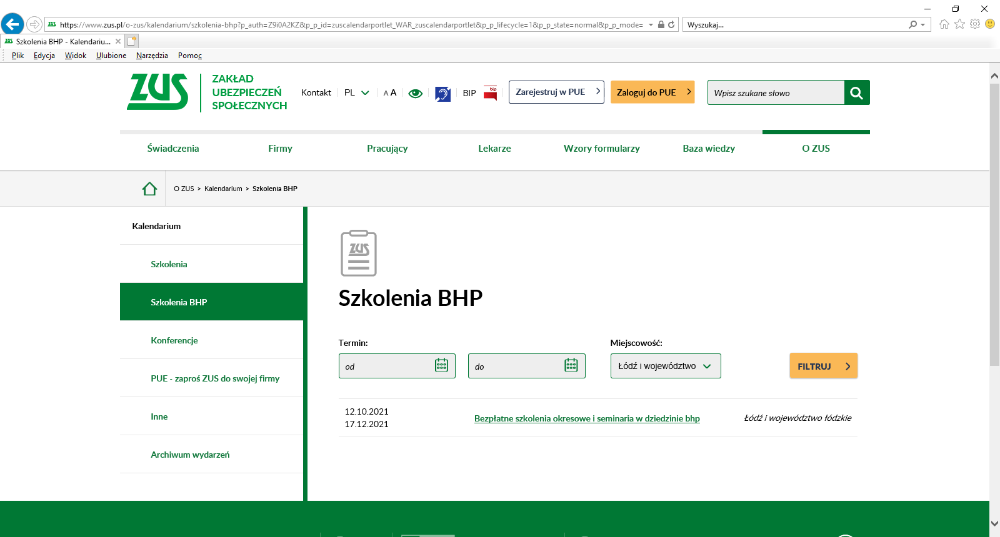 https://www.zus.pl/o-zus/kalendarium/szkolenia-bhp?p_auth=Z9i0A2KZ&p_p_id=zuscalendarportlet_WAR_zuscalendarportlet&p_p_lifecycle=1&p_p_state=normal&p_p_mode=
Wyszukaj...
ZUS Szkolenia BHP - Kalendariu...
Plik Edycja Widok Ulubione Narzędzia Pomoc
ZUS
ZAKŁAD
UBEZPIECZEŃ
SPOŁECZNYCH
Kontakt PL A A BIP bip Zarejestruj w PUE Zaloguj do PUE Wpisz szukane słowo
Świadczenia Firmy Pracujący Lekarze Wzory formularzy Baza wiedzy O ZUS
O ZUS > Kalendarium > Szkolenia BHP
Kalendarium
Szkolenia
Szkolenia BHP
Konferencje
PUE - zaproś ZUS do swojej firmy
Inne
Archiwum wydarzeń
ZUS
Szkolenia BHP
Termin: Miejscowość:
od do Łódź i województwo FILTRUJ
12.10.2021
17.12.2021
Bezpłatne szkolenia okresowe i seminaria w dziedzinie bhp
Łódź i województwo łódzkie